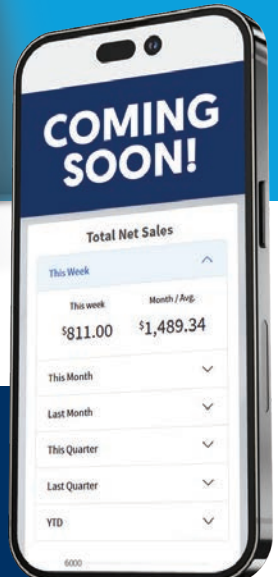 COMING
SOON!
Total Net Sales
This Week
This week Month / Avg.
$811.00 $1,489.34
This Month
Last Month
This Quarter
Last Quarter
YTD
6000